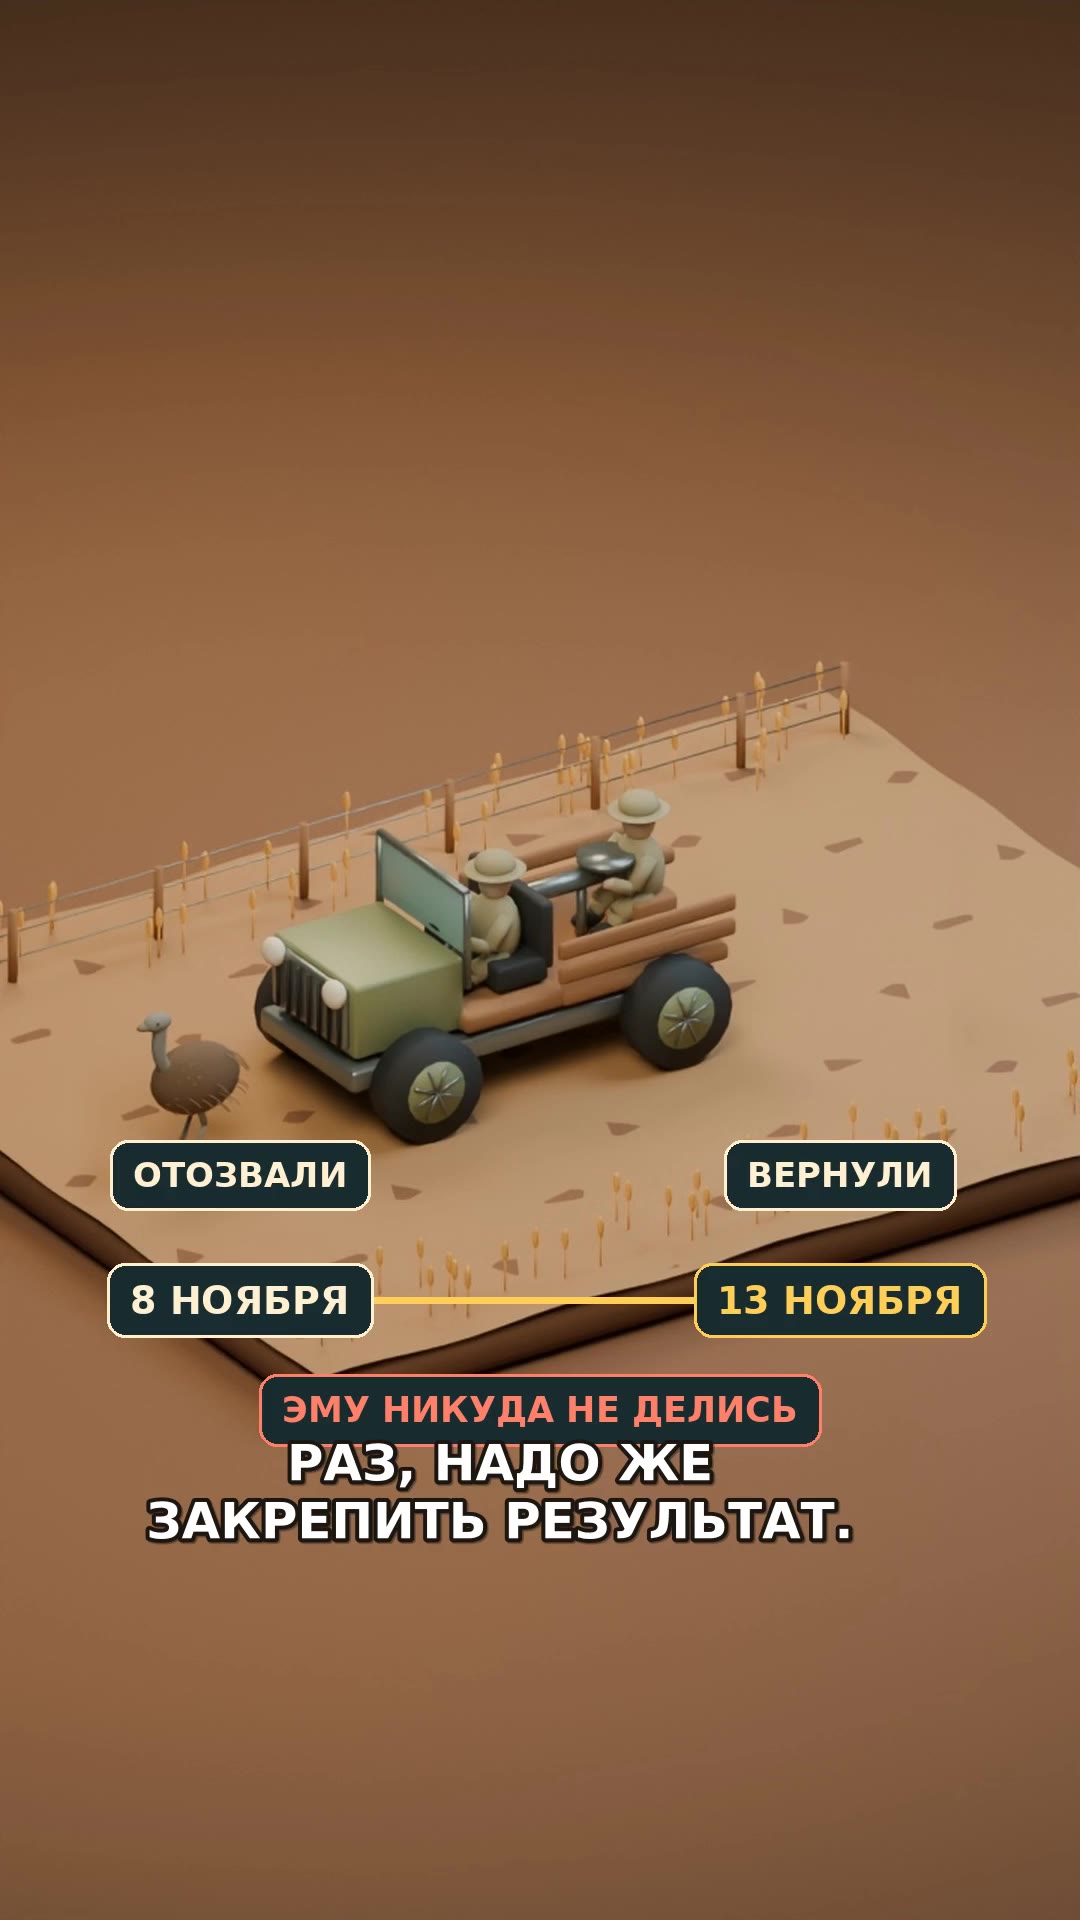 ОТОЗВАЛИ
ВЕРНУЛИ
8 НОЯБРЯ
13 НОЯБРЯ
ЭМУ НИКУДА НЕ ДЕЛИСЬ
РАЗ, НАДО ЖЕ
ЗАКРЕПИТЬ РЕЗУЛЬТАТ.